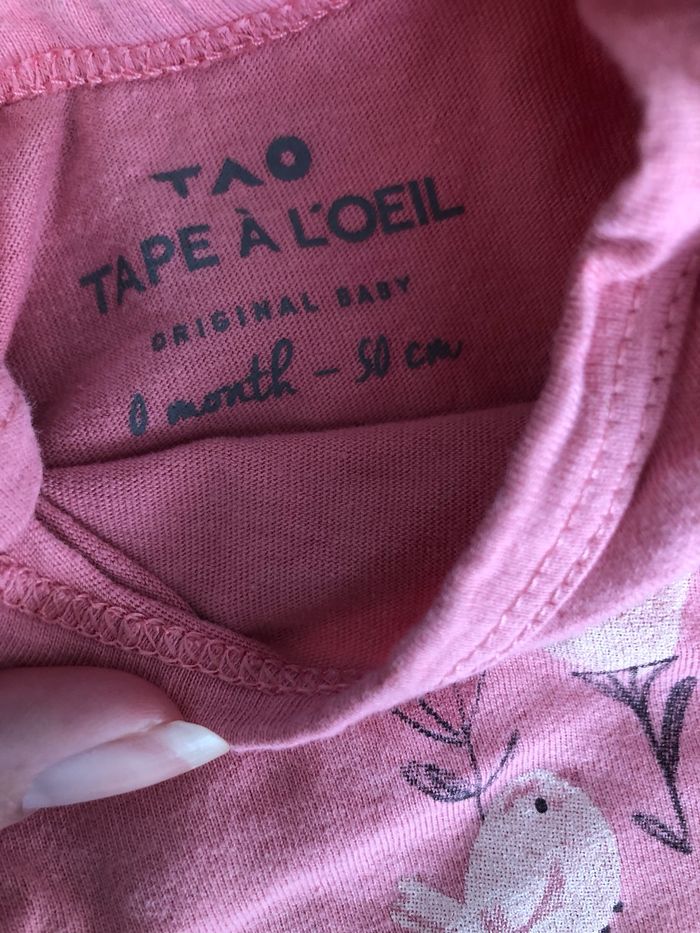 TAO
TAPE À L'OEIL
ORIGINAL BABY
0 month - 50 cm